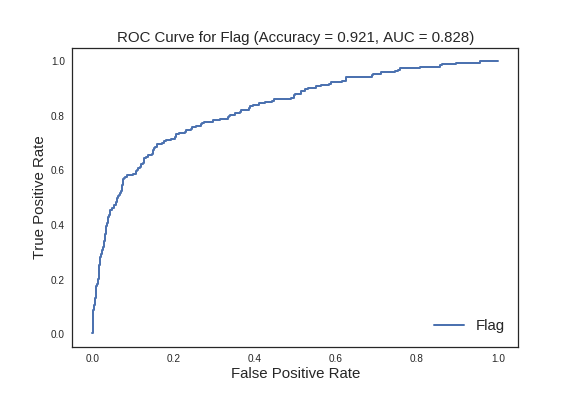 ROC Curve for Flag (Accuracy = 0.921, AUC = 0.828)
1.0
0.8
0.6
0.4
0.2
0.0
True Positive Rate
Flag
0.0 0.2 0.4 0.6 0.8 1.0
False Positive Rate